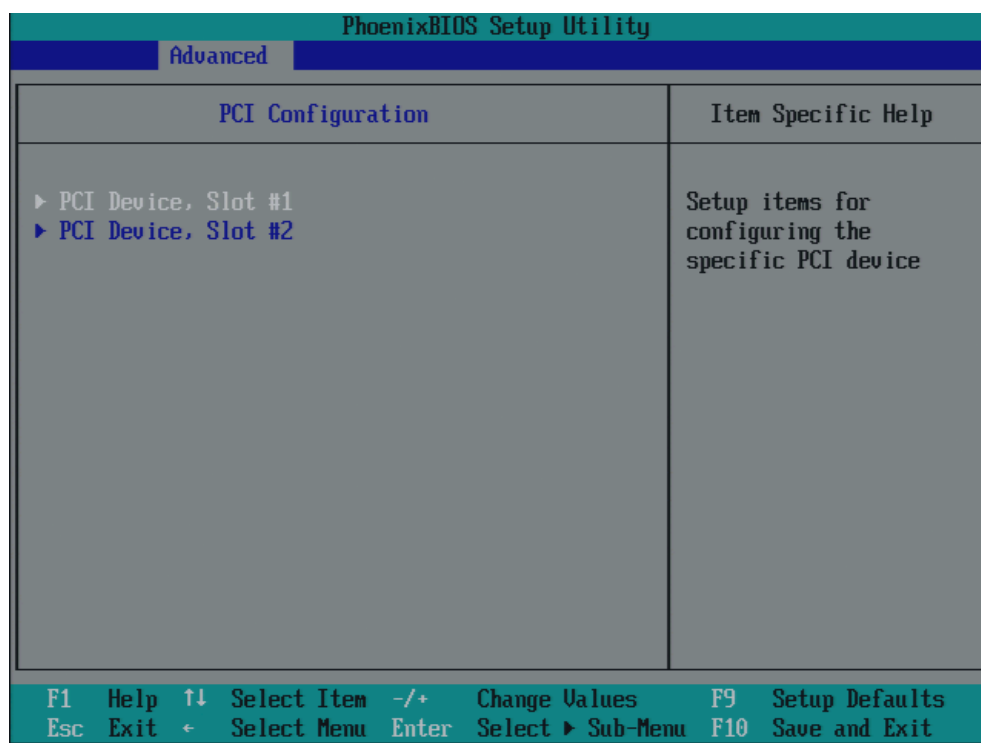 PhoenixBIOS Setup Utility
Advanced
PCI Configuration
Item Specific Help
▶ PCI Device, Slot #1
▶ PCI Device, Slot #2
Setup items for
configuring the
specific PCI device
F1 Help ↑↓ Select Item -/+ Change Values F9 Setup Defaults
Esc Exit ← Select Menu Enter Select ▶ Sub-Menu F10 Save and Exit